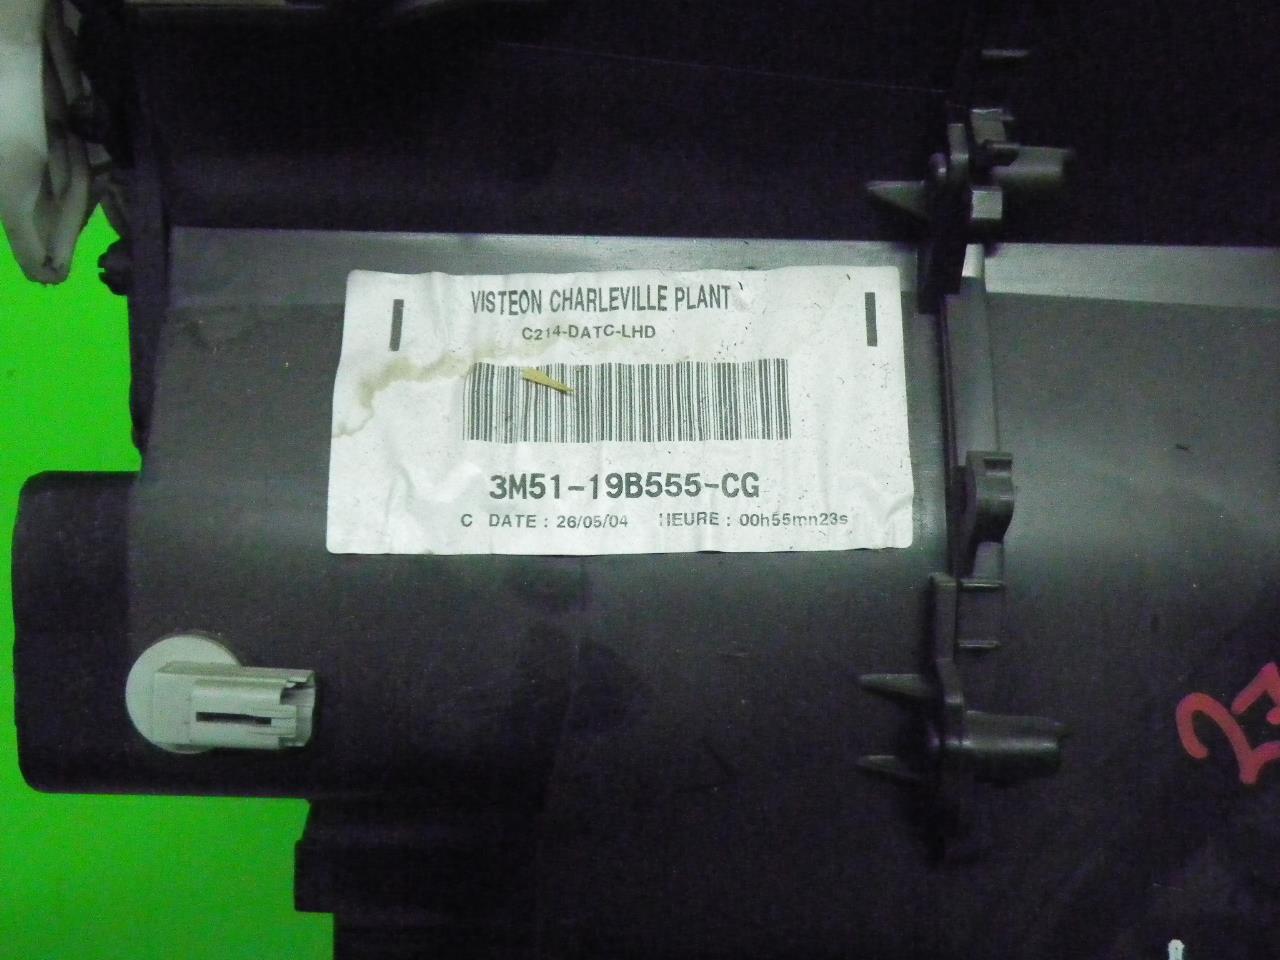 VISTEON CHARLEVILLE PLANT
C214-DATC-LHD
3M51-19B555-CG
C DATE : 26/05/04 HEURE : 00h55mn23s